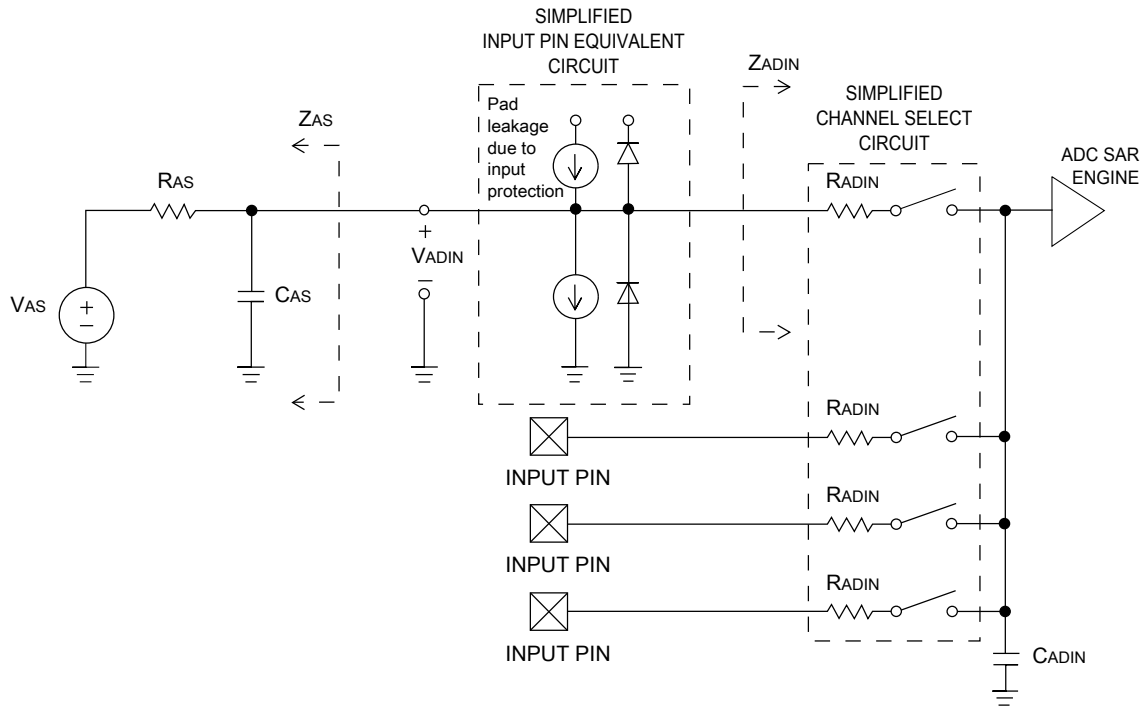 SIMPLIFIED
INPUT PIN EQUIVALENT
CIRCUIT
ZADIN
SIMPLIFIED
CHANNEL SELECT
CIRCUIT
Pad
leakage
due to
input
protection
ZAS
ADC SAR
ENGINE
RAS
RADIN
+
VADIN
–
VAS
+
-
CAS
RADIN
INPUT PIN
RADIN
INPUT PIN
RADIN
INPUT PIN
CADIN